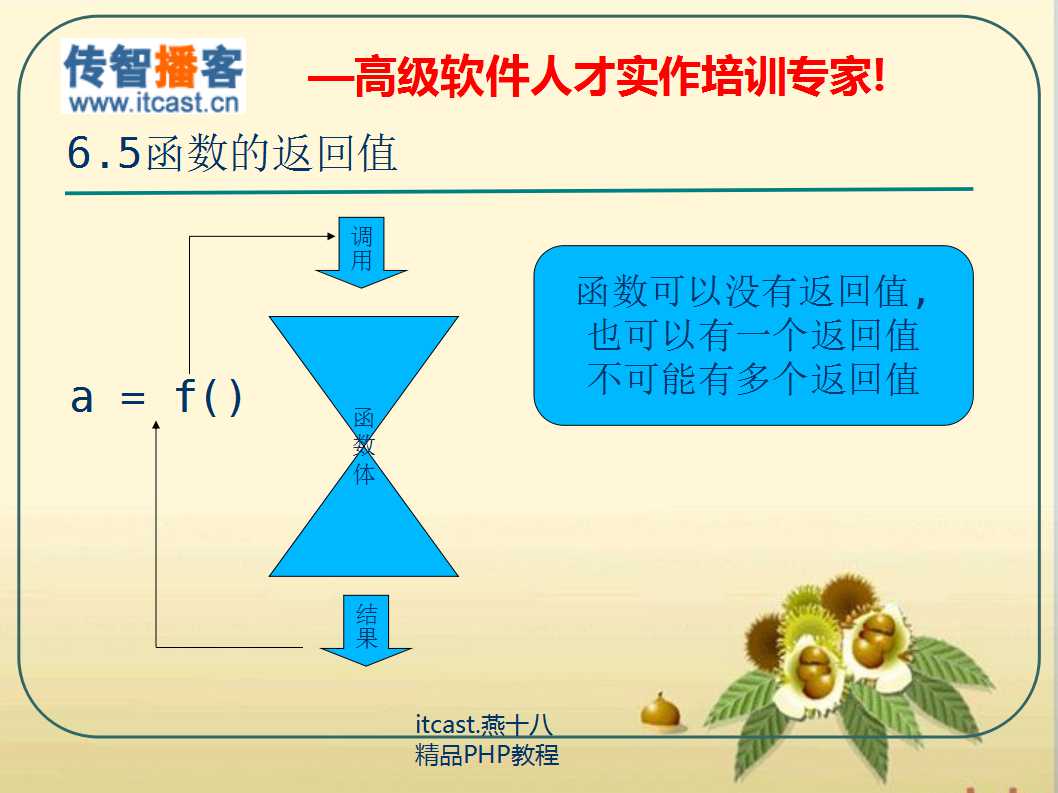 传智播客
www.itcast.cn
—高级软件人才实作培训专家!
6.5函数的返回值
调
用
函数可以没有返回值,
也可以有一个返回值
不可能有多个返回值
a = f()
函
数
体
结
果
itcast.燕十八
精品PHP教程